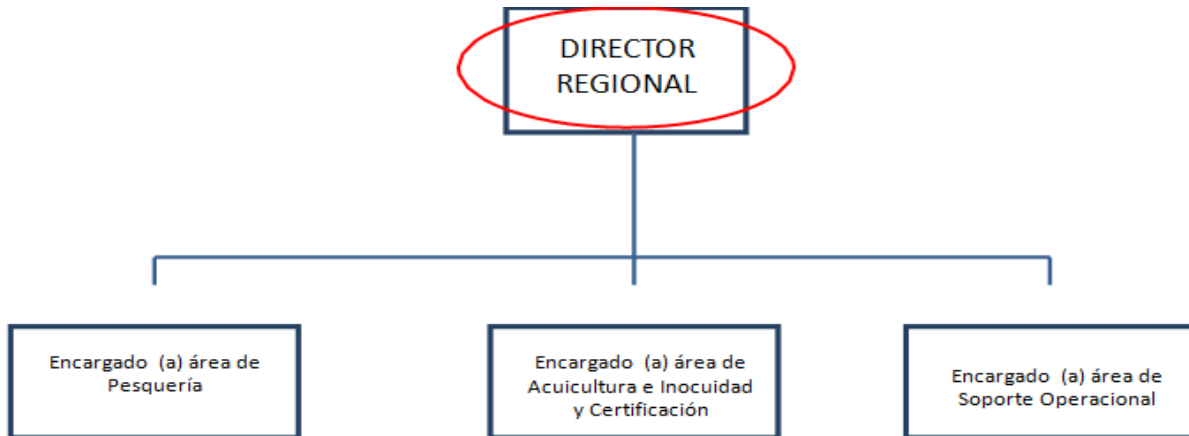 DIRECTOR
REGIONAL
Encargado (a) área de
Pesquería
Encargado (a) área de
Acuicultura e Inocuidad
y Certificación
Encargado (a) área de
Soporte Operacional